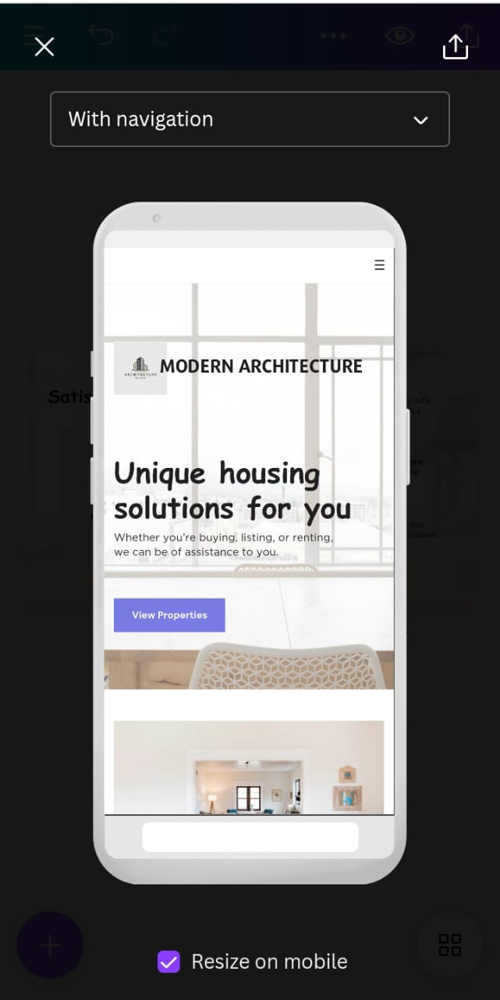 With navigation
ARCHITECTURE
MODERN ARCHITECTURE
Satis
Unique housing
solutions for you
Whether you're buying, listing, or renting,
we can be of assistance to you.
was
View Properties
Resize on mobile